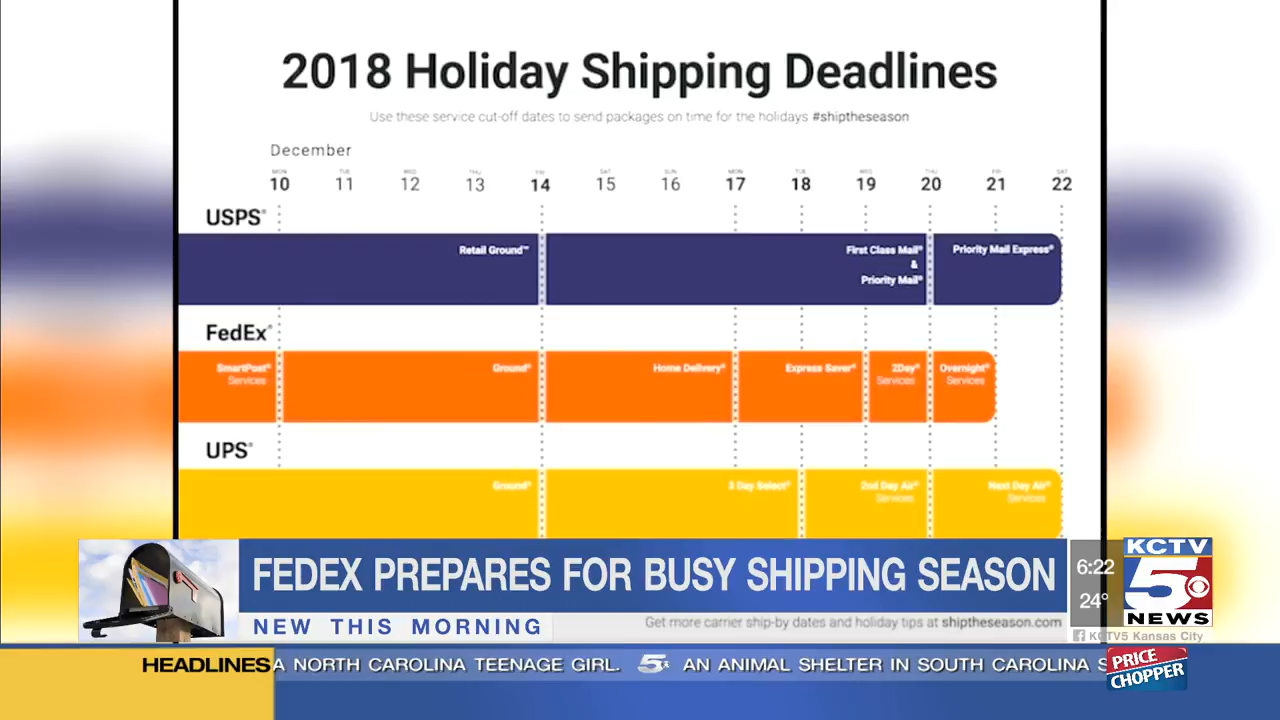 2018 Holiday Shipping Deadlines
Use these service cut-off dates to send packages on time for the holidays #shiptheseason
December
MON TUE WED THU FRI SAT SUN MON TUE WED THU FRI SAT
10 11 12 13 14 15 16 17 18 19 20 21 22
USPS®
Retail Ground™
First Class Mail®
&
Priority Mail®
Priority Mail Express®
FedEx®
SmartPost®
Services
Ground®
Home Delivery®
Express Saver®
2Day®
Services
Overnight®
Services
UPS®
Ground®
3 Day Select®
2nd Day Air®
Services
Next Day Air®
Services
FEDEX PREPARES FOR BUSY SHIPPING SEASON
NEW THIS MORNING
Get more carrier ship-by dates and holiday tips at shiptheseason.com
6:22
24°
KCTV
5
NEWS
KCTV5 Kansas City
HEADLINES A NORTH CAROLINA TEENAGE GIRL. 5 AN ANIMAL SHELTER IN SOUTH CAROLINA S
PRICE
CHOPPER